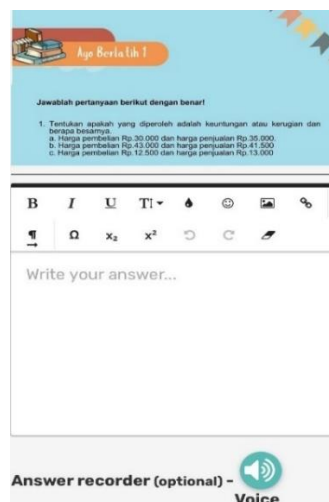 Ayo Berlatih 1
Jawablah pertanyaan berikut dengan benar!
1. Tentukan apakah yang diperoleh adalah keuntungan atau kerugian dan
berapa besarnya.
a. Harga pembelian Rp.30.000 dan harga penjualan Rp.35.000.
b. Harga pembelian Rp.43.000 dan harga penjualan Rp.41.500
c. Harga pembelian Rp.12.500 dan harga penjualan Rp.13.000
B I U T
¶ Ω x₂ x²
Write your answer...
Answer recorder (optional) -
Voice